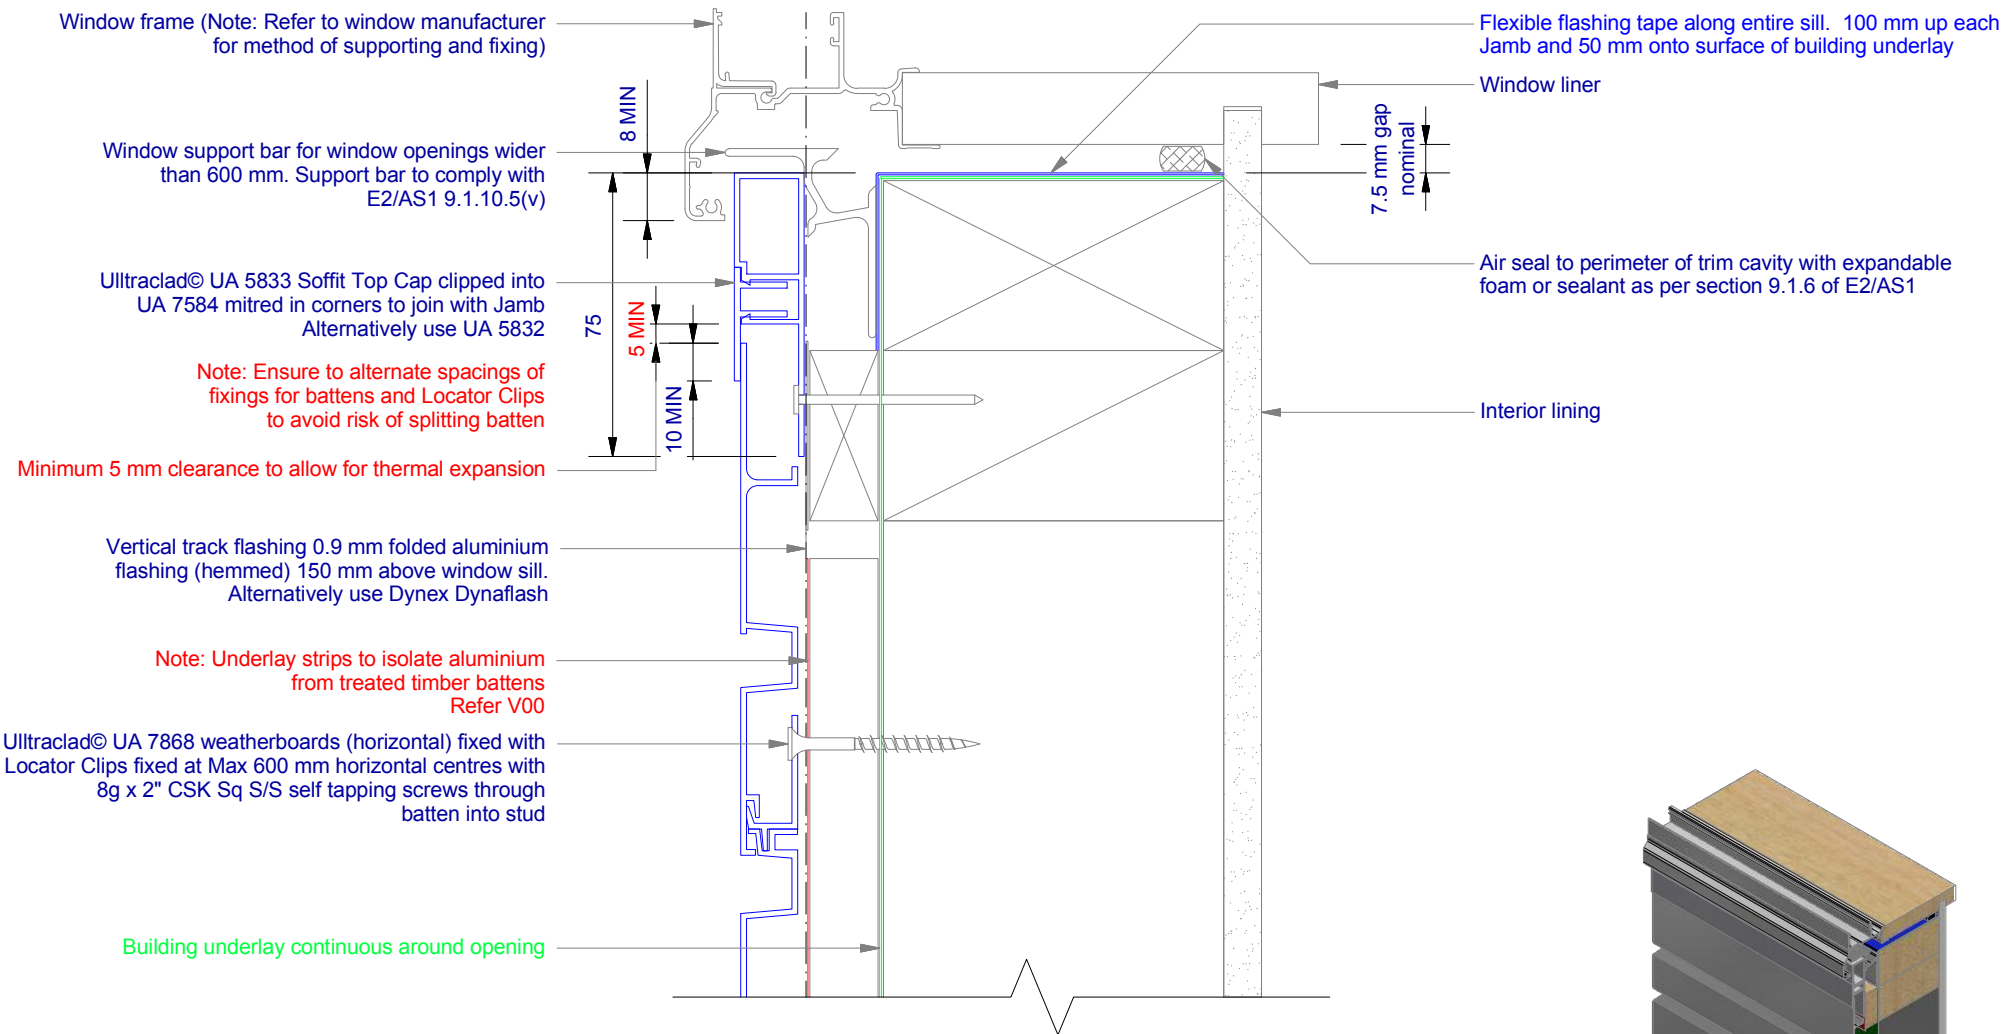 Window frame (Note: Refer to window manufacturer
for method of supporting and fixing)
Window support bar for window openings wider
than 600 mm. Support bar to comply with
E2/AS1 9.1.10.5(v)
Ulltraclad© UA 5833 Soffit Top Cap clipped into
UA 7584 mitred in corners to join with Jamb
Alternatively use UA 5832
Note: Ensure to alternate spacings of
fixings for battens and Locator Clips
to avoid risk of splitting batten
Minimum 5 mm clearance to allow for thermal expansion
Vertical track flashing 0.9 mm folded aluminium
flashing (hemmed) 150 mm above window sill.
Alternatively use Dynex Dynaflash
Note: Underlay strips to isolate aluminium
from treated timber battens
Refer V00
Ulltraclad© UA 7868 weatherboards (horizontal) fixed with
Locator Clips fixed at Max 600 mm horizontal centres with
8g x 2" CSK Sq S/S self tapping screws through
batten into stud
Building underlay continuous around opening
8 MIN
75
5 MIN
10 MIN
Flexible flashing tape along entire sill. 100 mm up each
Jamb and 50 mm onto surface of building underlay
Window liner
7.5 mm gap
nominal
Air seal to perimeter of trim cavity with expandable
foam or sealant as per section 9.1.6 of E2/AS1
Interior lining